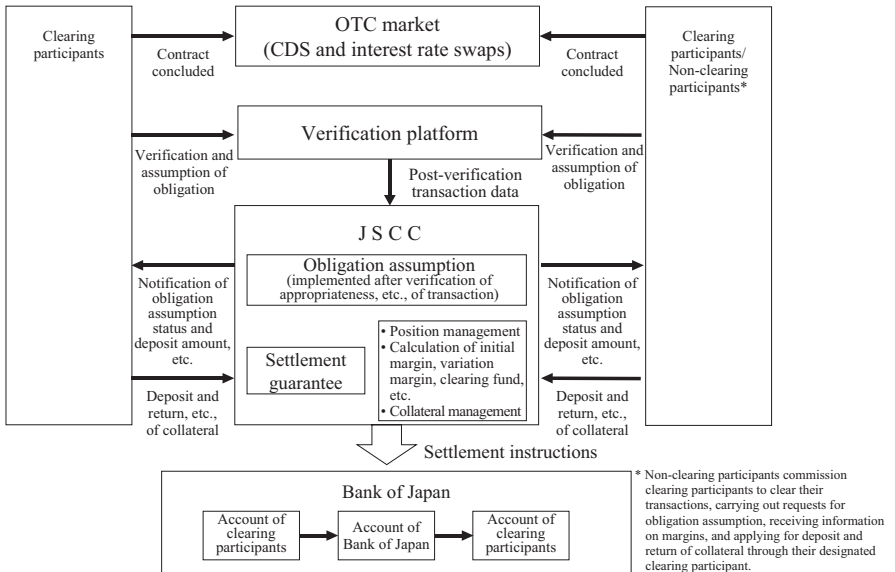 Clearing
participants
OTC market
(CDS and interest rate swaps)
Clearing
participants/
Non-clearing
participants*
Contract
concluded
Contract
concluded
Verification platform
Verification and
assumption of
obligation
Verification and
assumption of
obligation
Post-verification
transaction data
J S C C
Obligation assumption
(implemented after verification of
appropriateness, etc., of transaction)
Notification of
obligation
assumption
status and
deposit amount,
etc.
Notification of
obligation
assumption
status and
deposit amount,
etc.
Settlement
guarantee
• Position management
• Calculation of initial
margin, variation
margin, clearing fund,
etc.
• Collateral management
Deposit and
return, etc.,
of collateral
Deposit and
return, etc.,
of collateral
Settlement instructions
Bank of Japan
Account of
clearing
participants
Account of
Bank of Japan
Account of
clearing
participants
* Non-clearing participants commission
clearing participants to clear their
transactions, carrying out requests for
obligation assumption, receiving information
on margins, and applying for deposit and
return of collateral through their designated
clearing participant.